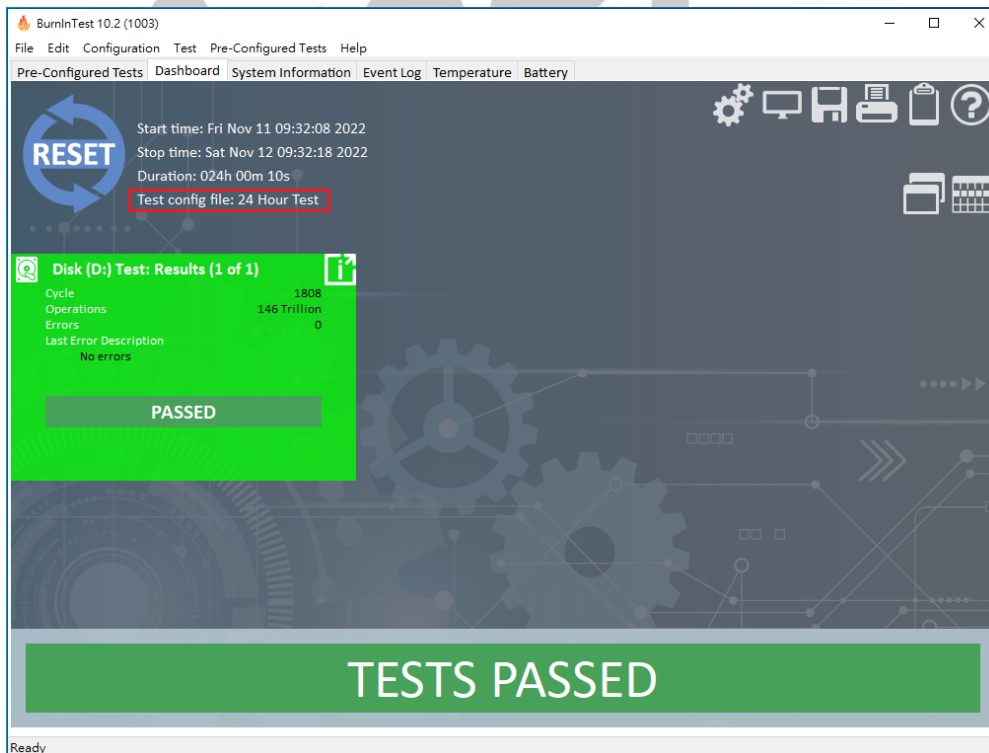 BurnInTest 10.2 (1003)
File Edit Configuration Test Pre-Configured Tests Help
Pre-Configured Tests Dashboard System Information Event Log Temperature Battery
RESET
Start time: Fri Nov 11 09:32:08 2022
Stop time: Sat Nov 12 09:32:18 2022
Duration: 024h 00m 10s
Test config file: 24 Hour Test
Disk (D:) Test: Results (1 of 1)
Cycle 1808
Operations 146 Trillion
Errors 0
Last Error Description
No errors
PASSED
TESTS PASSED
Ready